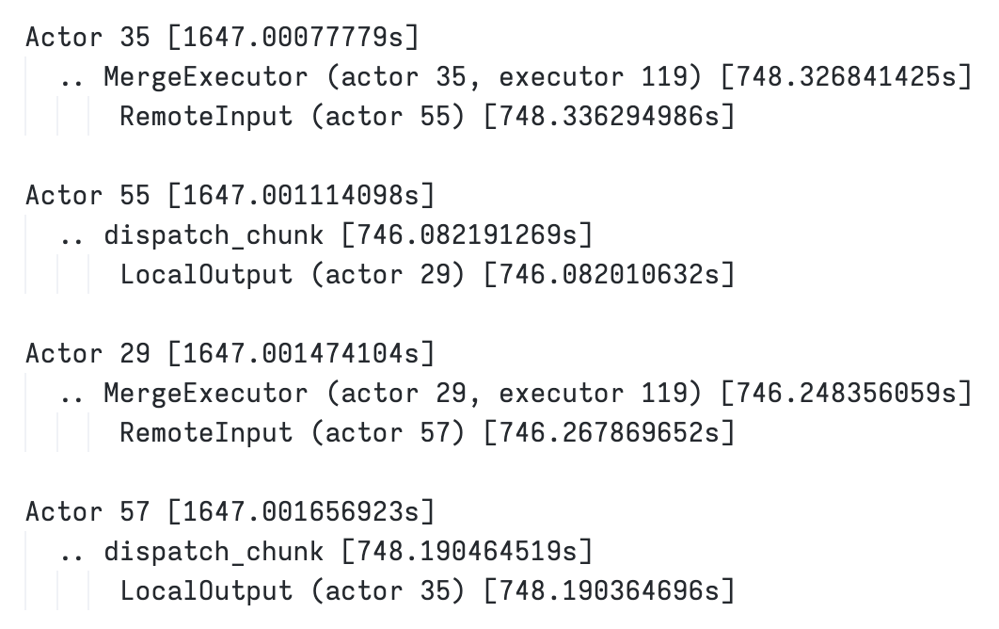 Actor 35 [1647.00077779s]
.. MergeExecutor (actor 35, executor 119) [748.326841425s]
RemoteInput (actor 55) [748.336294986s]
Actor 55 [1647.001114098s]
.. dispatch_chunk [746.082191269s]
LocalOutput (actor 29) [746.082010632s]
Actor 29 [1647.001474104s]
.. MergeExecutor (actor 29, executor 119) [746.248356059s]
RemoteInput (actor 57) [746.267869652s]
Actor 57 [1647.001656923s]
.. dispatch_chunk [748.190464519s]
LocalOutput (actor 35) [748.190364696s]